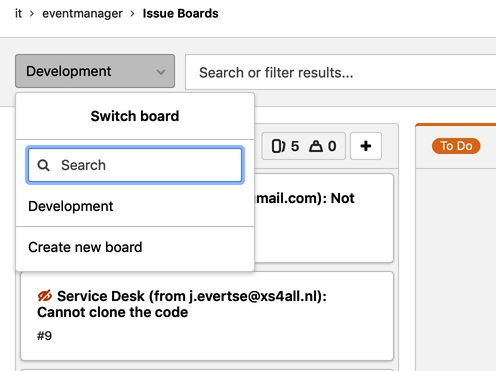 it > eventmanager > Issue Boards
Development
Search or filter results...
Switch board
Search
Development
Create new board
5 0 +
To Do
mail.com): Not
Service Desk (from j.evertse@xs4all.nl):
Cannot clone the code
#9